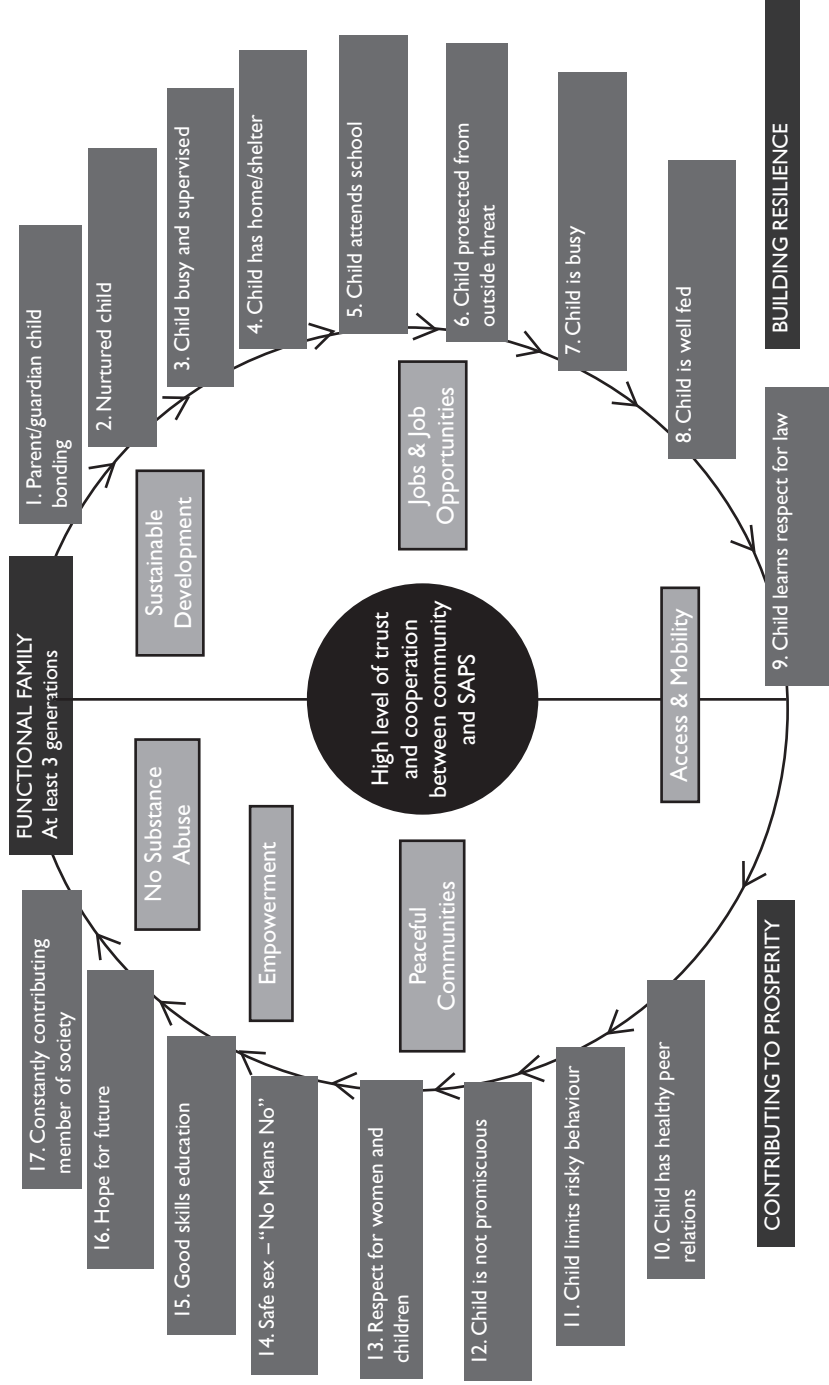 FUNCTIONAL FAMILY
At least 3 generations
1. Parent/guardian child
bonding
2. Nurtured child
3. Child busy and supervised
4. Child has home/shelter
5. Child attends school
6. Child protected from
outside threat
7. Child is busy
8. Child is well fed
9. Child learns respect for law
BUILDING RESILIENCE
10. Child has healthy peer
relations
11. Child limits risky behaviour
12. Child is not promiscuous
13. Respect for women and
children
14. Safe sex – “No Means No”
15. Good skills education
16. Hope for future
17. Constantly contributing
member of society
CONTRIBUTING TO PROSPERITY
No Substance
Abuse
Sustainable
Development
Empowerment
Peaceful
Communities
High level of trust
and cooperation
between community
and SAPS
Jobs & Job
Opportunities
Access & Mobility